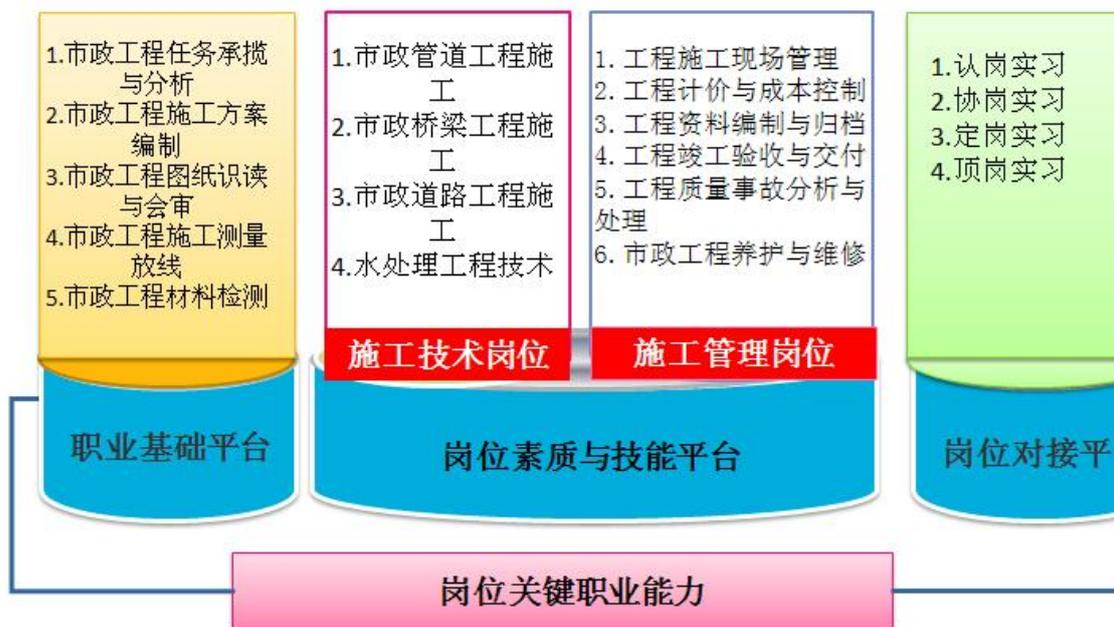 1.市政工程任务承揽
与分析
2.市政工程施工方案
编制
3.市政工程图纸识读
与会审
4.市政工程施工测量
放线
5.市政工程材料检测
职业基础平台
1.市政管道工程施
工
2.市政桥梁工程施
工
3.市政道路工程施
工
4.水处理工程技术
施工技术岗位
1. 工程施工现场管理
2. 工程计价与成本控制
3. 工程资料编制与归档
4. 工程竣工验收与交付
5. 工程质量事故分析与
处理
6. 市政工程养护与维修
施工管理岗位
岗位素质与技能平台
1.认岗实习
2.协岗实习
3.定岗实习
4.顶岗实习
岗位对接平
岗位关键职业能力